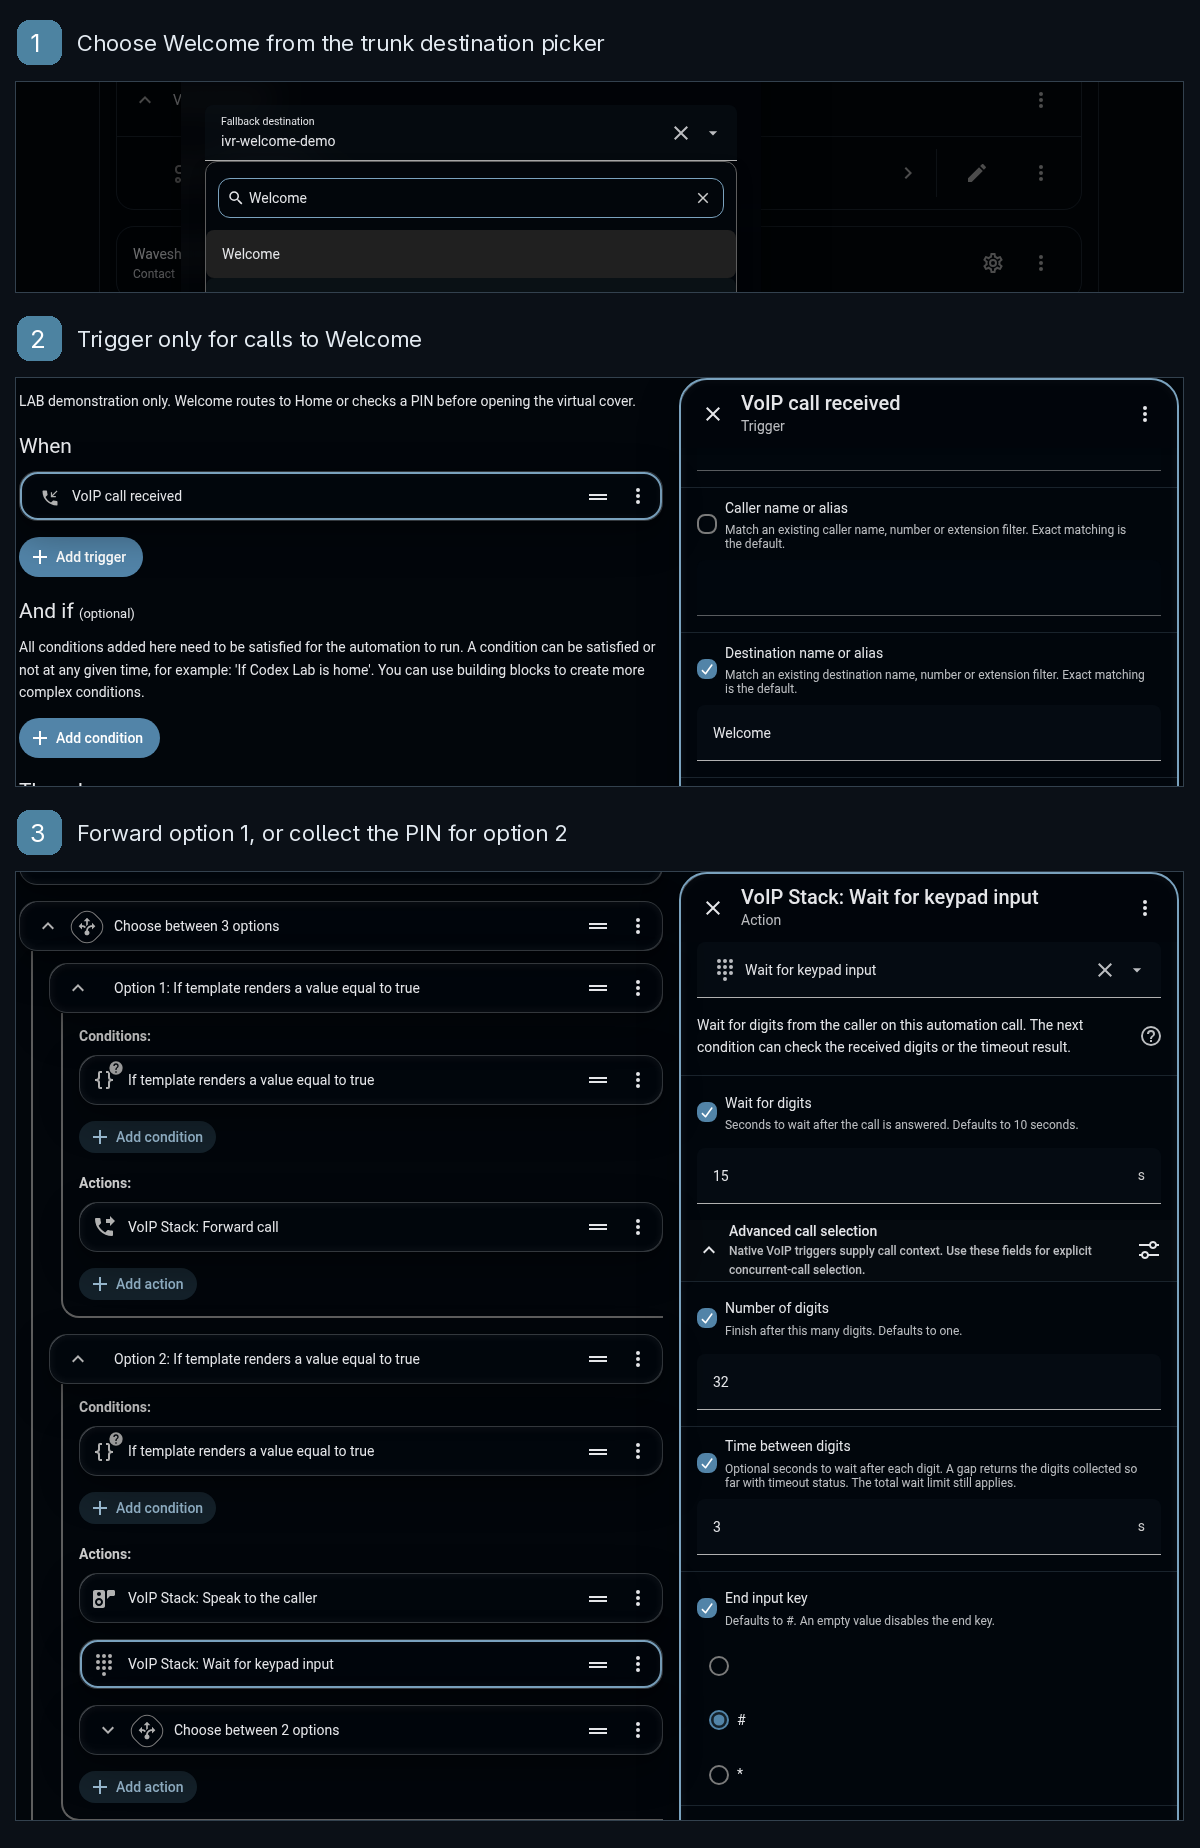 1
Choose Welcome from the trunk destination picker
V
Fallback destination
ivr-welcome-demo
Welcome
Welcome
Wavesh
Contact
2
Trigger only for calls to Welcome
LAB demonstration only. Welcome routes to Home or checks a PIN before opening the virtual cover.
When
VoIP call received
Add trigger
And if (optional)
All conditions added here need to be satisfied for the automation to run. A condition can be satisfied or
not at any given time, for example: 'If Codex Lab is home'. You can use building blocks to create more
complex conditions.
Add condition
VoIP call received
Trigger
Caller name or alias
Match an existing caller name, number or extension filter. Exact matching is
the default.
Destination name or alias
Match an existing destination name, number or extension filter. Exact matching
is the default.
Welcome
3
Forward option 1, or collect the PIN for option 2
Choose between 3 options
Option 1: If template renders a value equal to true
Conditions:
If template renders a value equal to true
Add condition
Actions:
VoIP Stack: Forward call
Add action
Option 2: If template renders a value equal to true
Conditions:
If template renders a value equal to true
Add condition
Actions:
VoIP Stack: Speak to the caller
VoIP Stack: Wait for keypad input
Choose between 2 options
Add action
VoIP Stack: Wait for keypad input
Action
Wait for keypad input
Wait for digits from the caller on this automation call. The next
condition can check the received digits or the timeout result.
Wait for digits
Seconds to wait after the call is answered. Defaults to 10 seconds.
15 s
Advanced call selection
Native VoIP triggers supply call context. Use these fields for explicit
concurrent-call selection.
Number of digits
Finish after this many digits. Defaults to one.
32
Time between digits
Optional seconds to wait after each digit. A gap returns the digits collected so
far with timeout status. The total wait limit still applies.
3 s
End input key
Defaults to #. An empty value disables the end key.
#
*